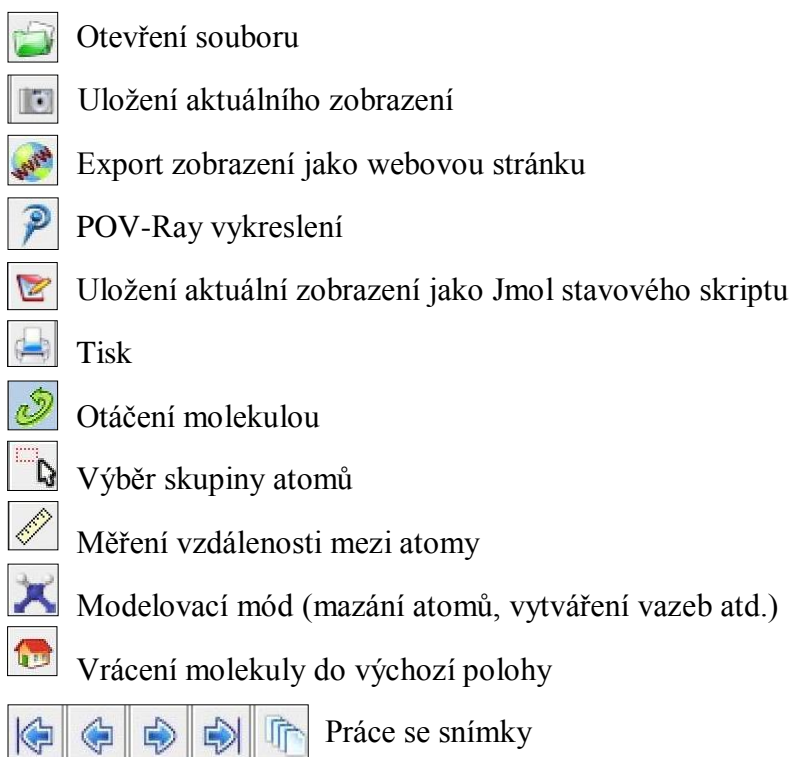 Otevření souboru
Uložení aktuálního zobrazení
WWW
Export zobrazení jako webovou stránku
POV-Ray vykreslení
Uložení aktuální zobrazení jako Jmol stavového skriptu
Tisk
Otáčení molekulou
Výběr skupiny atomů
Měření vzdálenosti mezi atomy
Modelovací mód (mazání atomů, vytváření vazeb atd.)
Vrácení molekuly do výchozí polohy
Práce se snímky